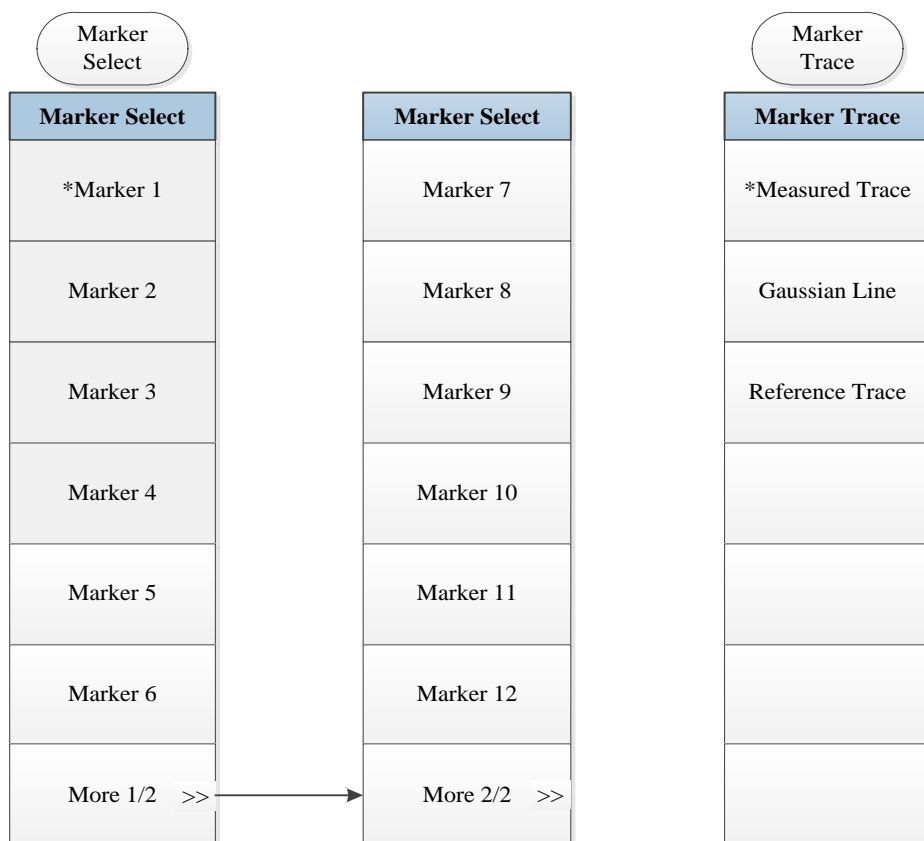 Marker
Select
Marker Select
*Marker 1
Marker 2
Marker 3
Marker 4
Marker 5
Marker 6
More 1/2 >>
Marker Select
Marker 7
Marker 8
Marker 9
Marker 10
Marker 11
Marker 12
More 2/2 >>
Marker
Trace
Marker Trace
*Measured Trace
Gaussian Line
Reference Trace